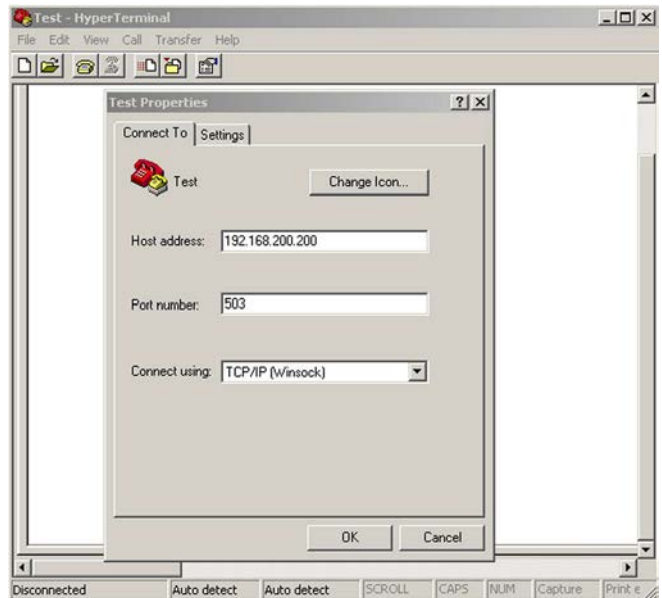 Test - HyperTerminal
File Edit View Call Transfer Help
Test Properties
Connect To Settings
Test
Change Icon...
Host address: 192.168.200.200
Port number: 503
Connect using: TCP/IP (Winsock)
OK Cancel
Disconnected Auto detect Auto detect SCROLL CAPS NUM Capture Print e